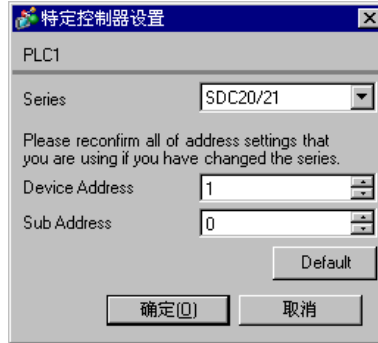 特定控制器设置
PLC1
Series SDC20/21
Please reconfirm all of address settings that
you are using if you have changed the series.
Device Address 1
Sub Address 0
Default
确定(O) 取消